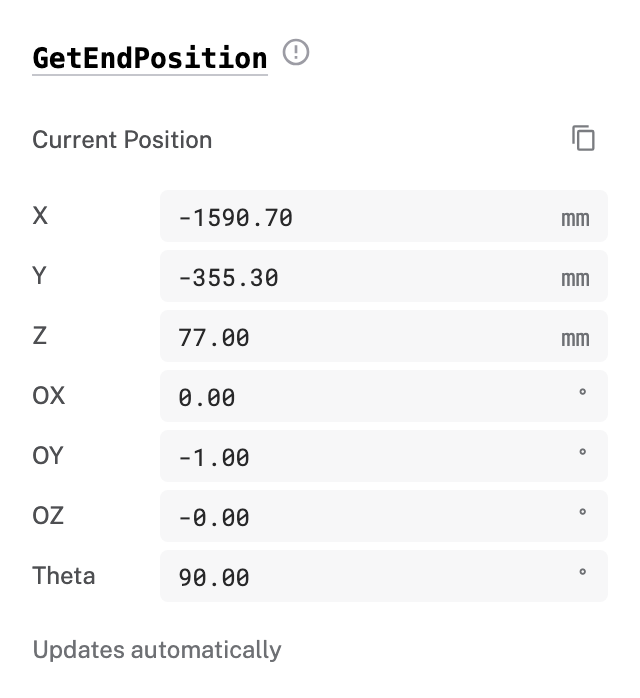 GetEndPosition
Current Position
X -1590.70 mm
Y -355.30 mm
Z 77.00 mm
OX 0.00 °
OY -1.00 °
OZ -0.00 °
Theta 90.00 °
Updates automatically